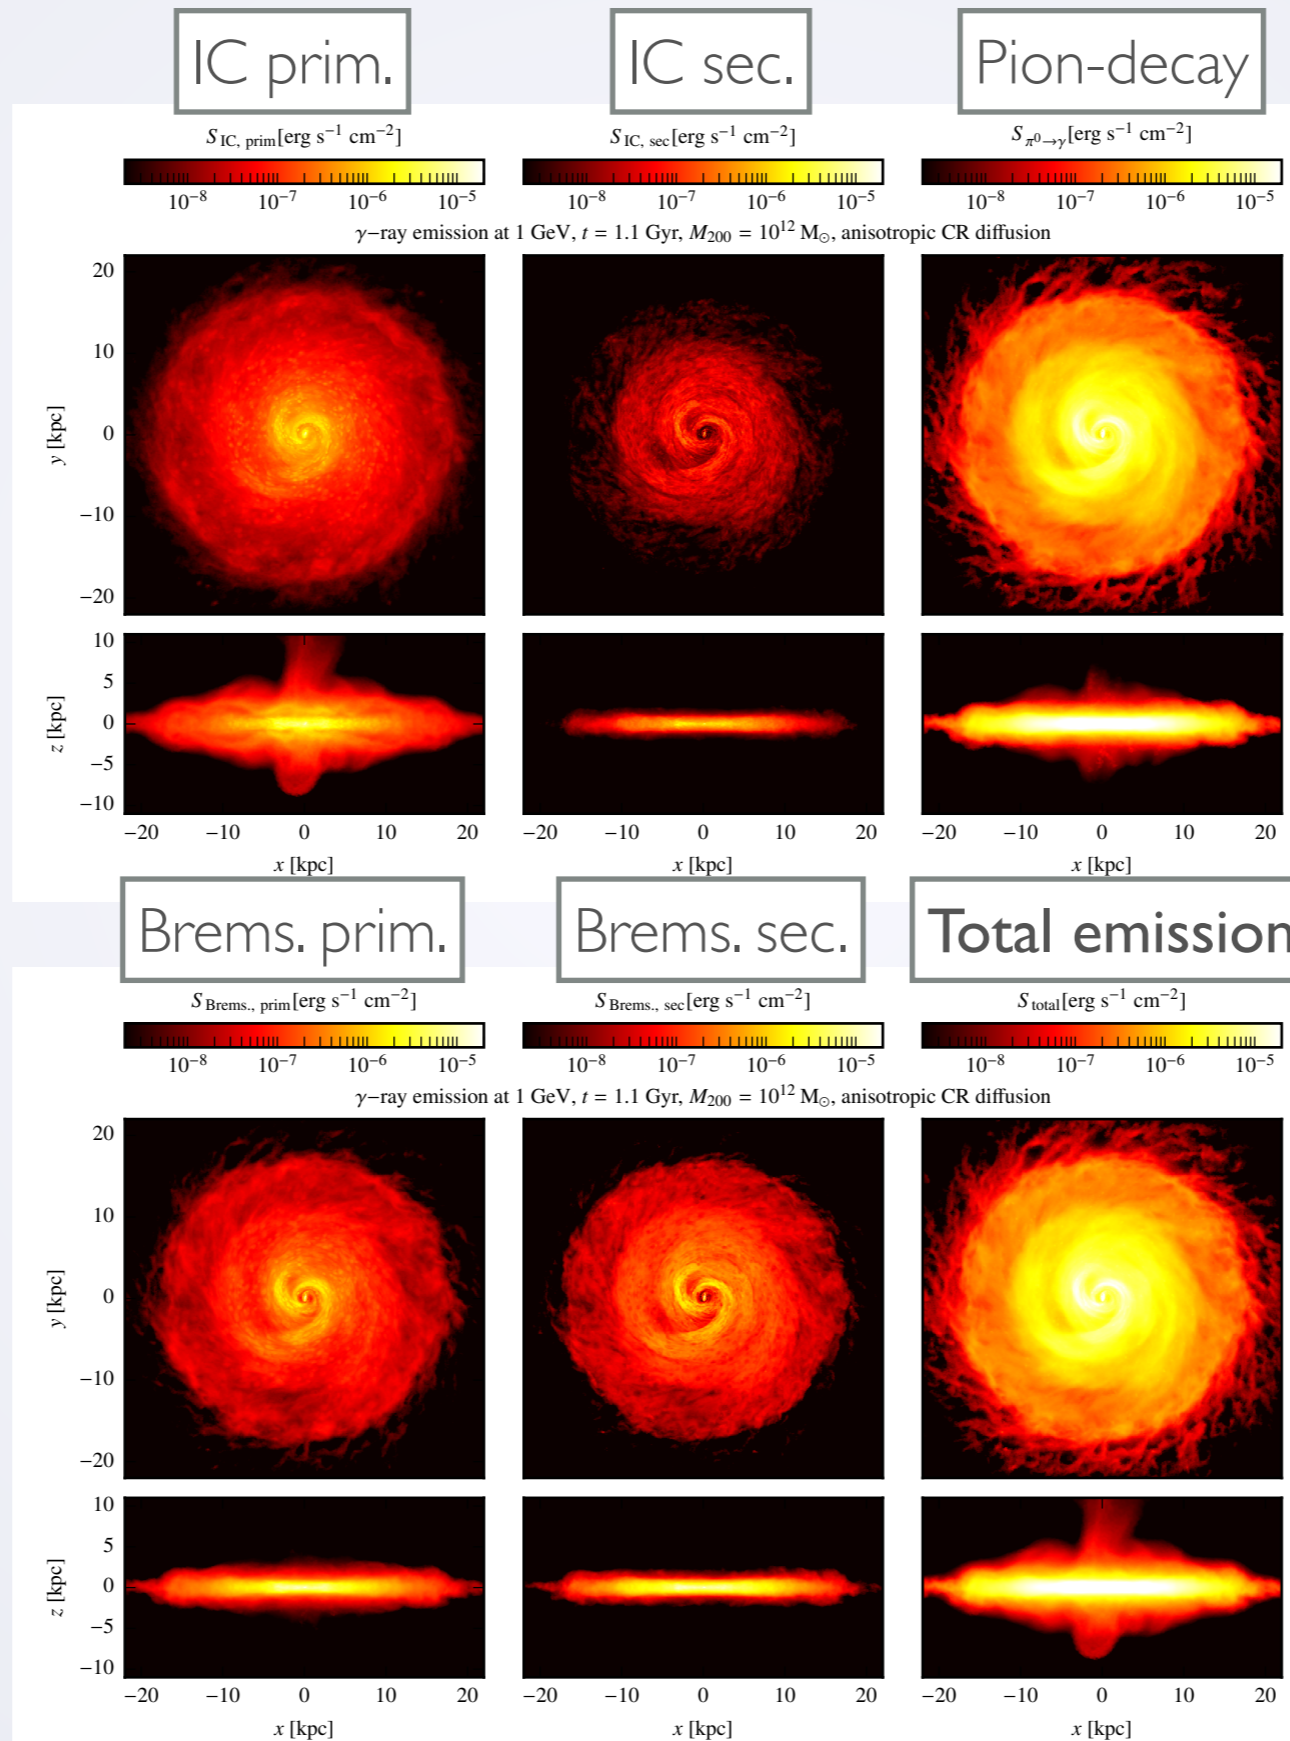 IC prim. IC sec. Pion-decay
S_IC, prim [erg s⁻¹ cm⁻²] S_IC, sec [erg s⁻¹ cm⁻²] S_π⁰→γ [erg s⁻¹ cm⁻²]
10⁻⁸ 10⁻⁷ 10⁻⁶ 10⁻⁵ 10⁻⁸ 10⁻⁷ 10⁻⁶ 10⁻⁵ 10⁻⁸ 10⁻⁷ 10⁻⁶ 10⁻⁵
γ−ray emission at 1 GeV, t = 1.1 Gyr, M₂₀₀ = 10¹² M☉, anisotropic CR diffusion
20
10
0
−10
−20
y [kpc]
10
5
0
−5
−10
z [kpc]
−20 −10 0 10 20 −20 −10 0 10 20 −20 −10 0 10 20
x [kpc] x [kpc] x [kpc]
Brems. prim. Brems. sec. Total emission
S_Brems., prim [erg s⁻¹ cm⁻²] S_Brems., sec [erg s⁻¹ cm⁻²] S_total [erg s⁻¹ cm⁻²]
10⁻⁸ 10⁻⁷ 10⁻⁶ 10⁻⁵ 10⁻⁸ 10⁻⁷ 10⁻⁶ 10⁻⁵ 10⁻⁸ 10⁻⁷ 10⁻⁶ 10⁻⁵
γ−ray emission at 1 GeV, t = 1.1 Gyr, M₂₀₀ = 10¹² M☉, anisotropic CR diffusion
20
10
0
−10
−20
y [kpc]
10
5
0
−5
−10
z [kpc]
−20 −10 0 10 20 −20 −10 0 10 20 −20 −10 0 10 20
x [kpc] x [kpc] x [kpc]